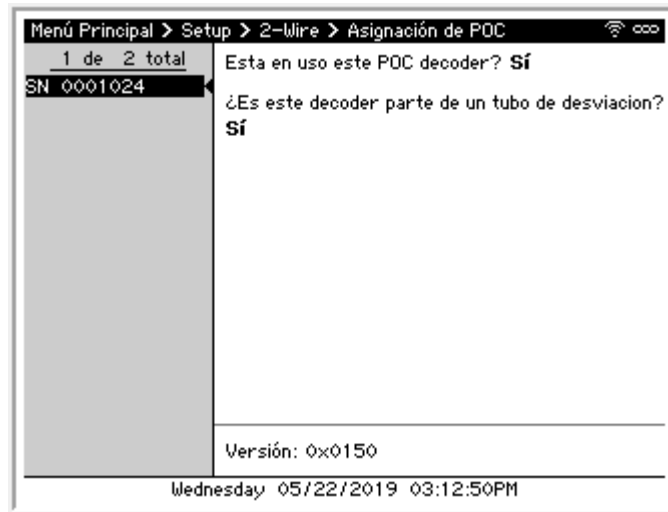 Menú Principal > Setup > 2-Wire > Asignación de POC
1 de 2 total
SN 0001024
Esta en uso este POC decoder? Sí
¿Es este decoder parte de un tubo de desviacion?
Sí
Versión: 0x0150
Wednesday 05/22/2019 03:12:50PM